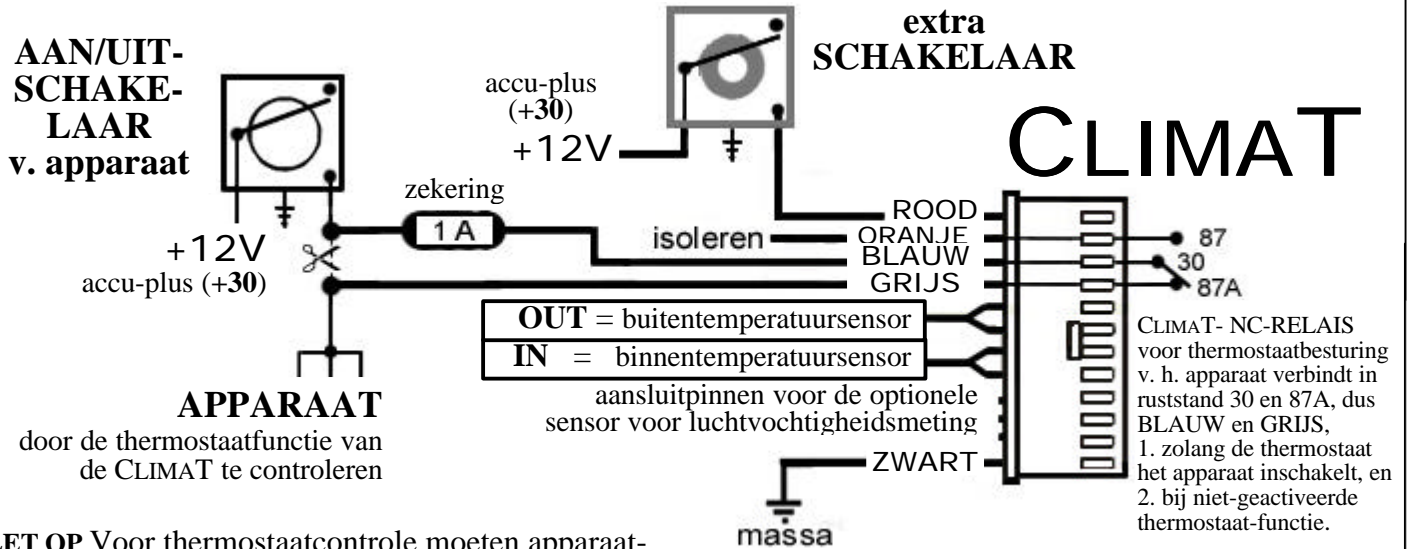 AAN/UIT-
SCHAKE-
LAAR
v. apparaat
+12V
accu-plus (+30)
zekering
1 A
accu-plus
(+30)
+12V
extra
SCHAKELAAR
CLIMAT
ROOD
isoleren
ORANJE
BLAUW
GRIJS
87
30
87A
OUT = buitentemperatuursensor
IN = binnentemperatuursensor
aansluitpinnen voor de optionele
sensor voor luchtvochtigheidsmeting
ZWART
massa
APPARAAT
door de thermostaatfunctie van
de CLIMAT te controleren
CLIMAT- NC-RELAIS
voor thermostaatbesturing
v. h. apparaat verbindt in
ruststand 30 en 87A, dus
BLAUW en GRIJS,
1. zolang de thermostaat
het apparaat inschakelt, en
2. bij niet-geactiveerde
thermostaat-functie.
LET OP Voor thermostaatcontrole moeten apparaat-